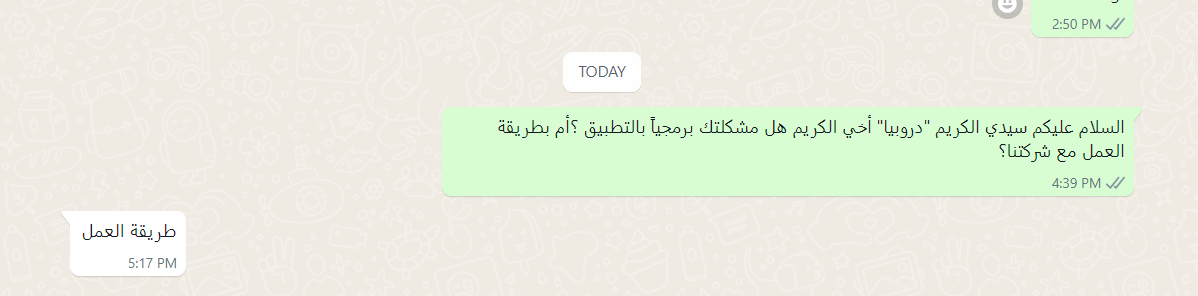 2:50 PM
TODAY
السلام عليكم سيدي الكريم "دروبيا" أخي الكريم هل مشكلتك برمجياً بالتطبيق ؟أم بطريقة
العمل مع شركتنا؟
4:39 PM
طريقة العمل
5:17 PM